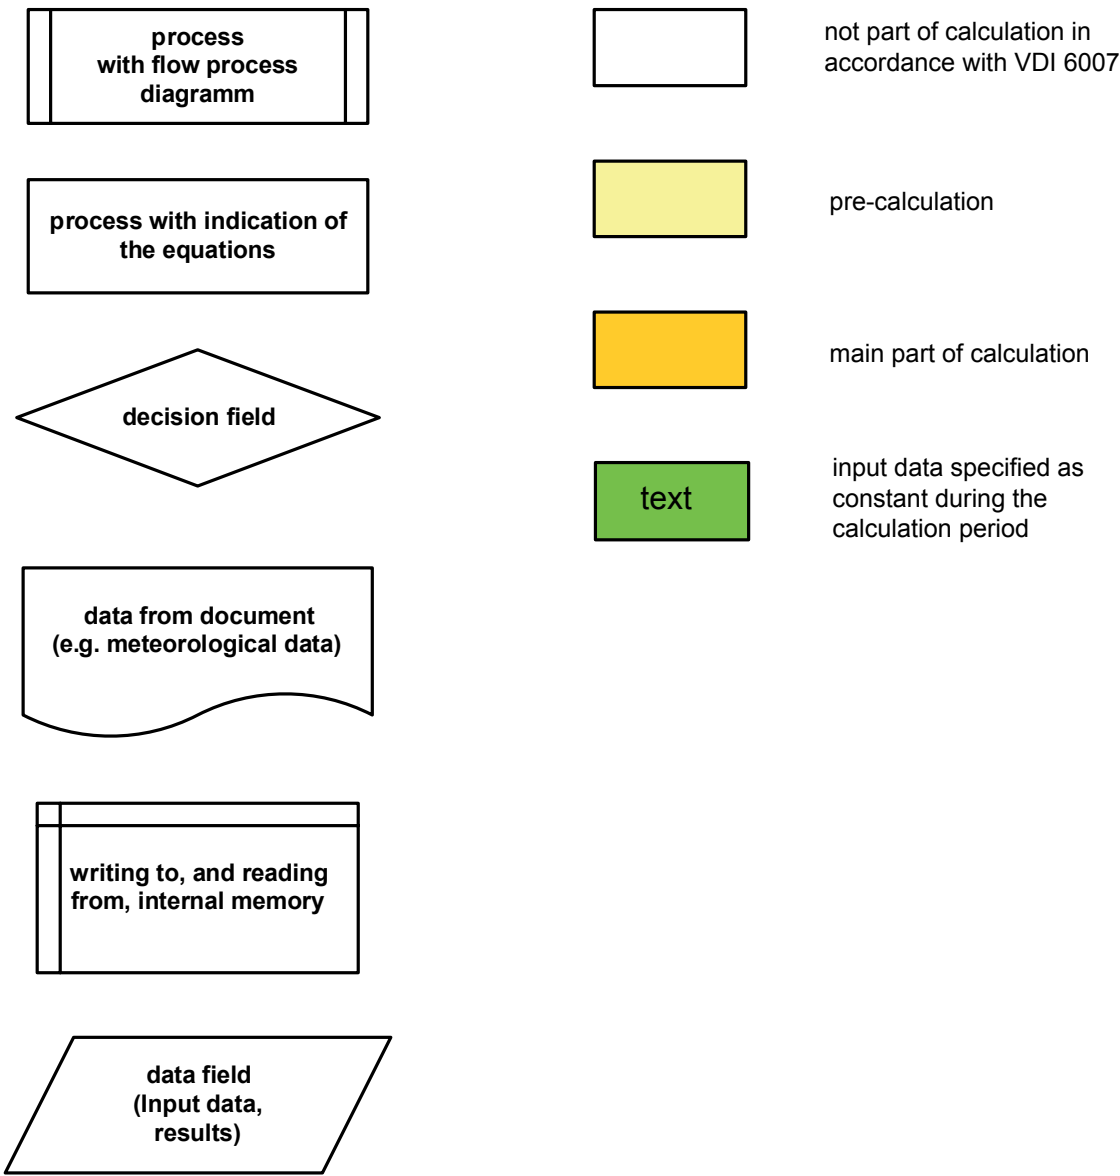 process
with flow process
diagramm
process with indication of
the equations
decision field
data from document
(e.g. meteorological data)
writing to, and reading
from, internal memory
data field
(Input data,
results)
not part of calculation in
accordance with VDI 6007
pre-calculation
main part of calculation
text
input data specified as
constant during the
calculation period